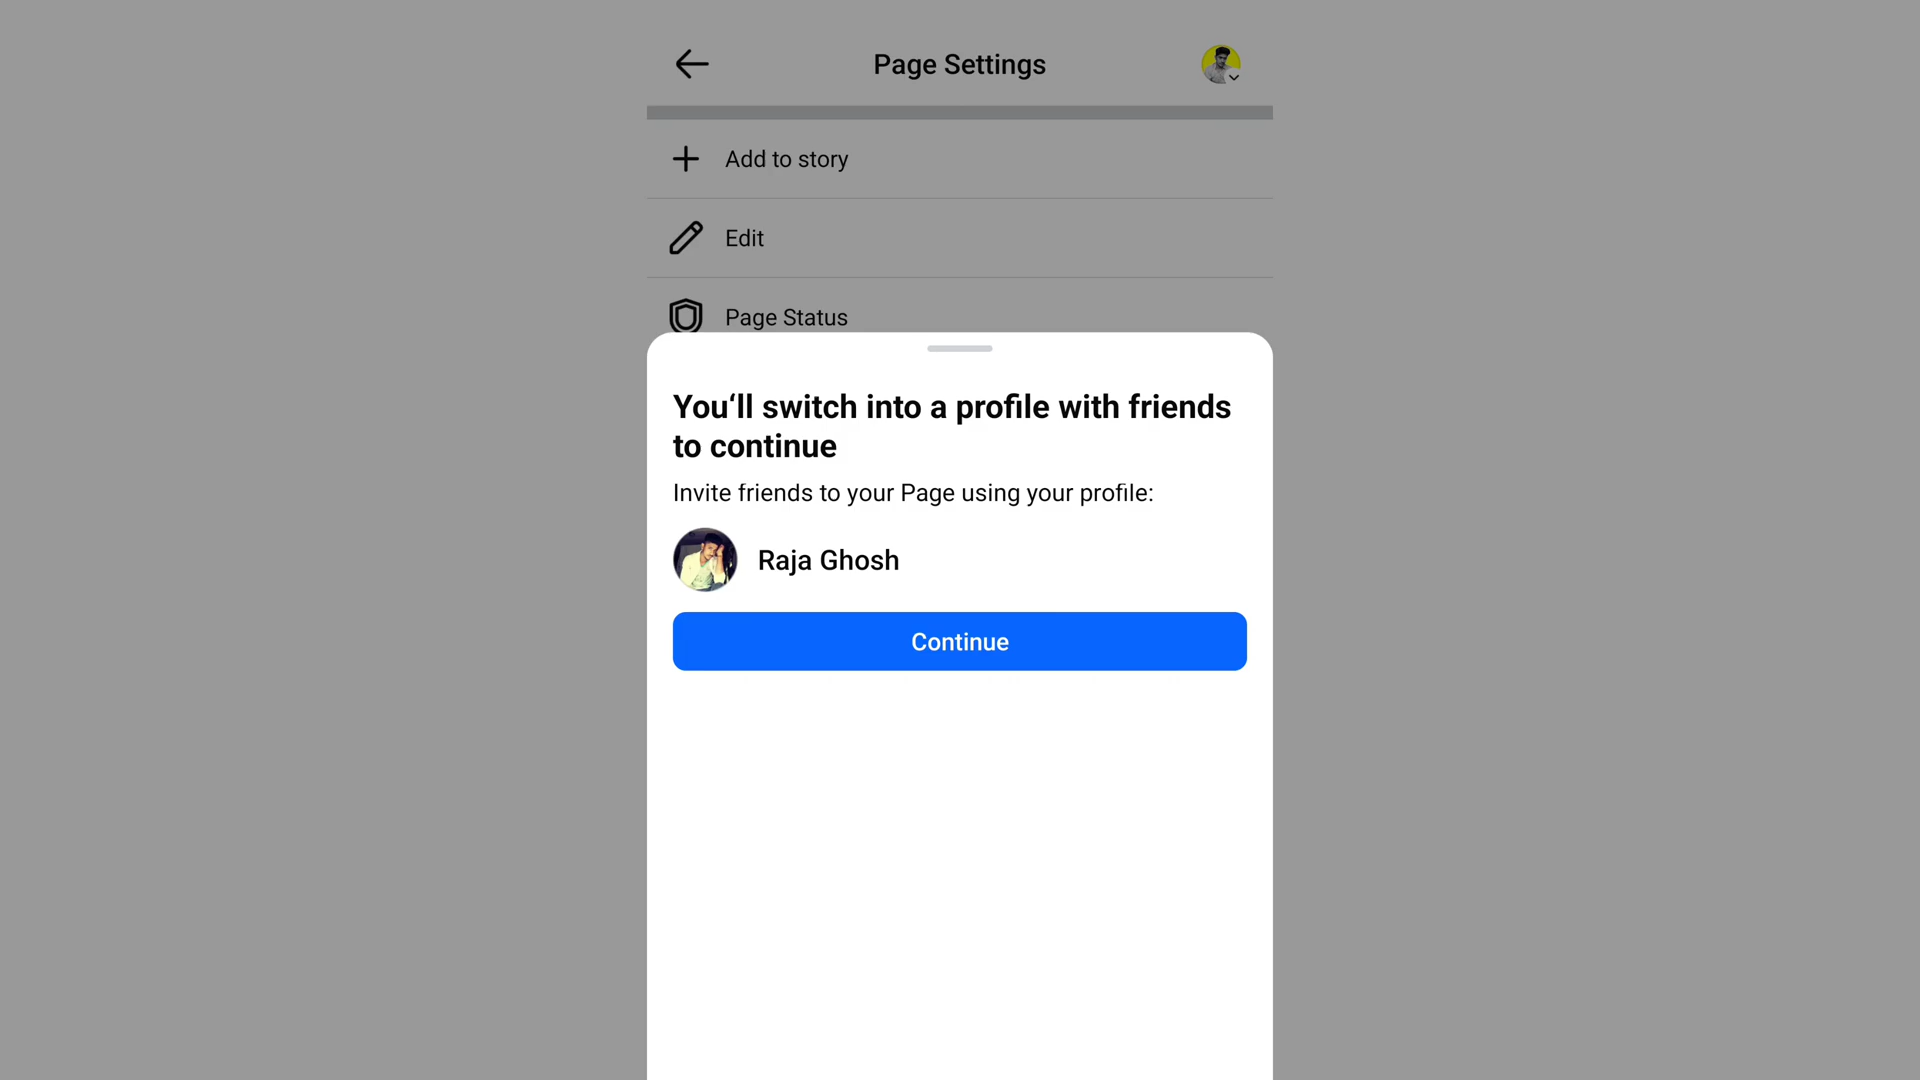 Page Settings
Add to story
Edit
Page Status
You‘ll switch into a profile with friends
to continue
Invite friends to your Page using your profile:
Raja Ghosh
Continue